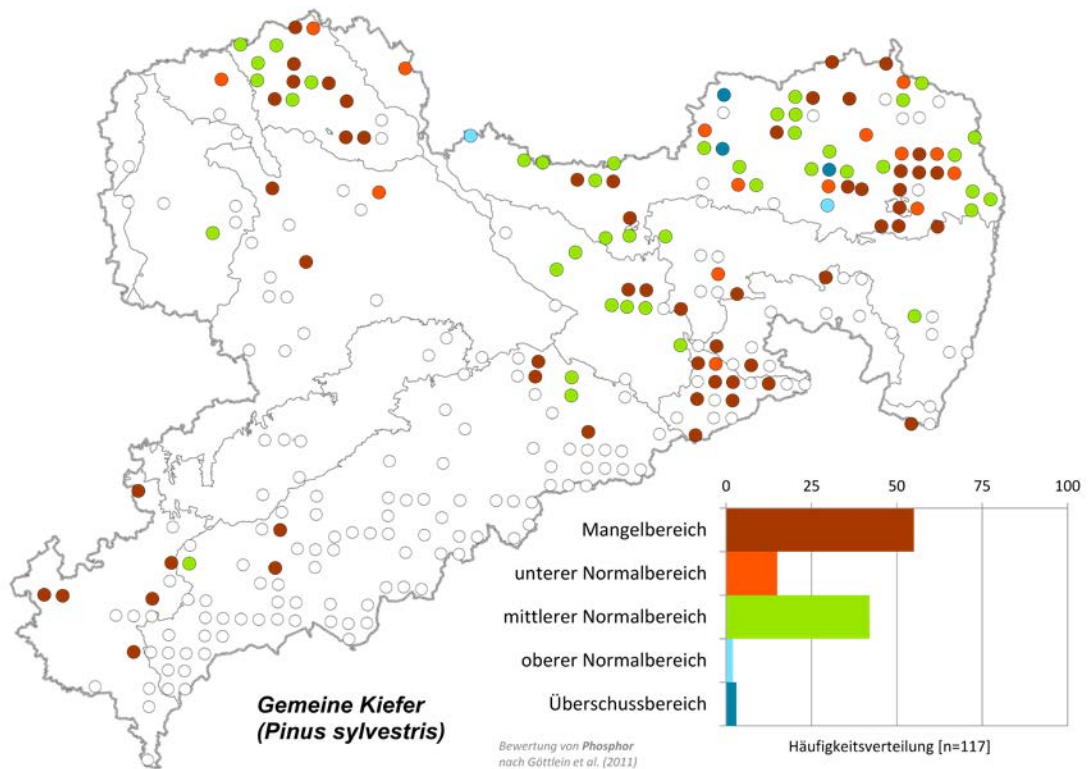 0 25 50 75 100
Mangelbereich
unterer Normalbereich
mittlerer Normalbereich
oberer Normalbereich
Überschussbereich
Gemeine Kiefer
(Pinus sylvestris)
Bewertung von Phosphor
nach Göttlein et al. (2011)
Häufigkeitsverteilung [n=117]